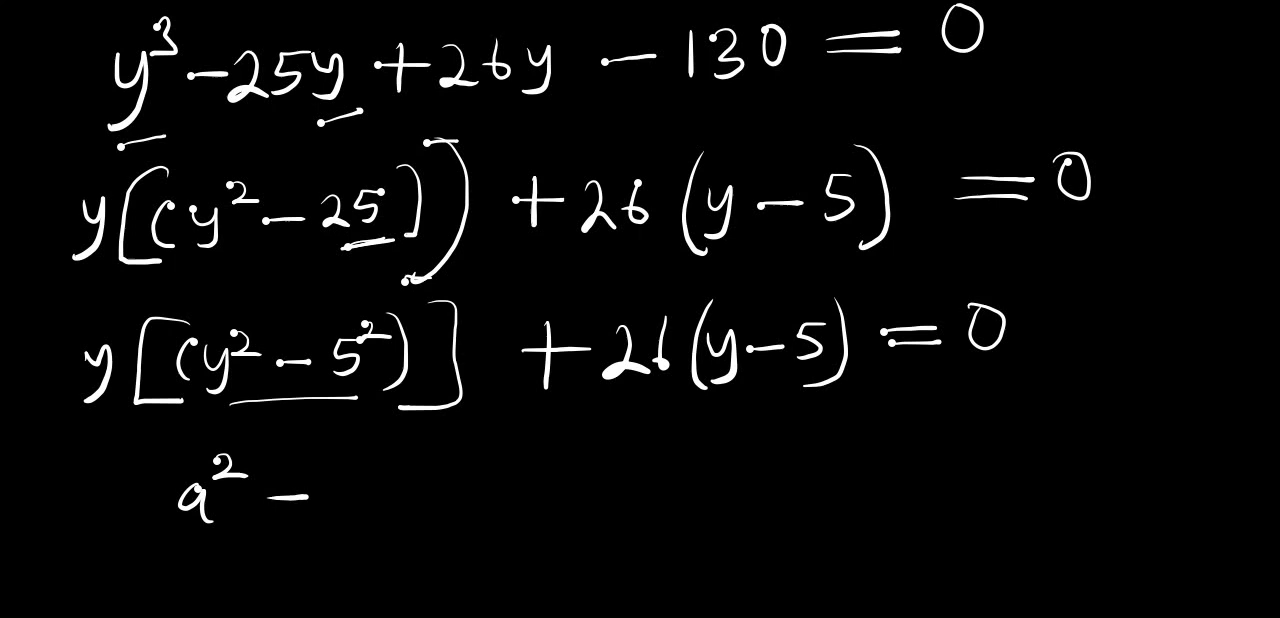 y³ - 25y + 26y - 130 = 0
y[(y² - 25)] + 26(y - 5) = 0
y[(y² - 5²)] + 26(y - 5) = 0
a² -